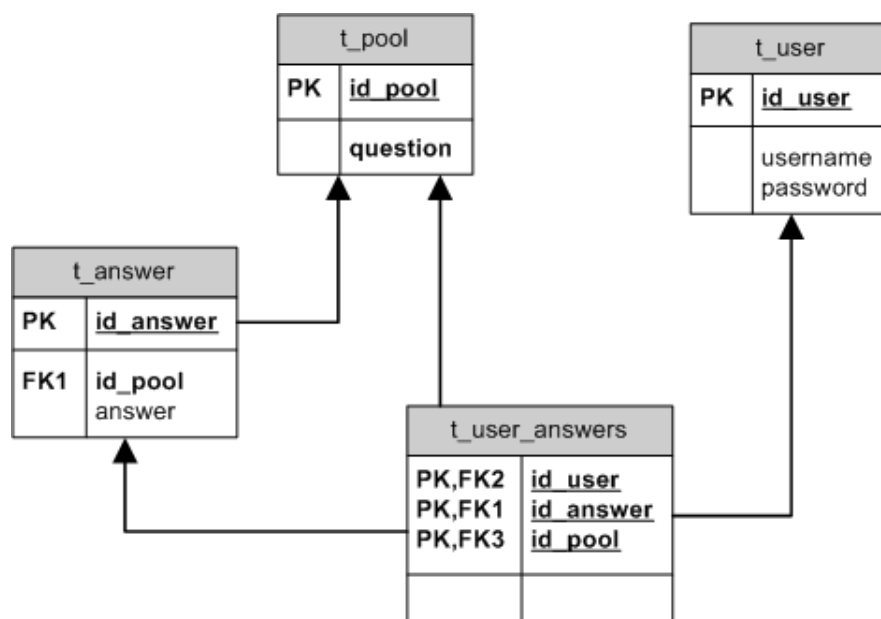 t_pool
PK id_pool
question
t_user
PK id_user
username
password
t_answer
PK id_answer
FK1 id_pool
answer
t_user_answers
PK,FK2 id_user
PK,FK1 id_answer
PK,FK3 id_pool